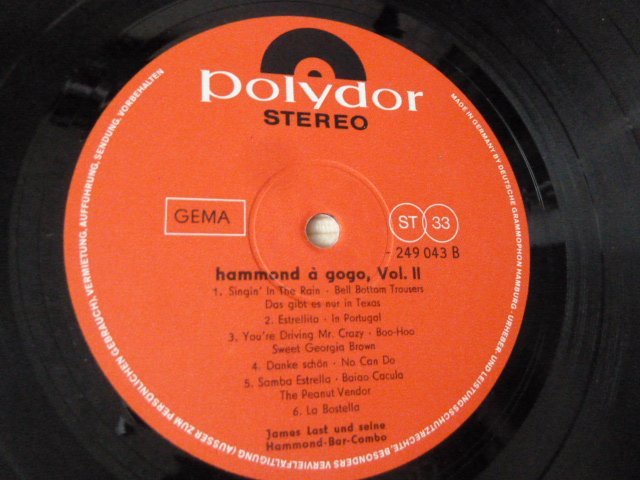 polydor
STEREO
GEMA
ST 33
249 043 B
hammond à gogo, Vol. II
1. Singin' In The Rain · Bell Bottom Trousers
Das gibt es nur in Texas
2. Estrellita · In Portugal
3. You're Driving Mr. Crazy · Boo-Hoo
Sweet Georgia Brown
4. Danke schön · No Can Do
5. Samba Estrella · Baiao Cacula
The Peanut Vendor
6. La Bostella
James Last und seine
Hammond-Bar-Combo
MADE IN GERMANY BY DEUTSCHE GRAMMOPHON HAMBURG · URHEBER- UND LEISTUNGSSCHUTZRECHTE, BESONDERS VERVIELFÄLTIGUNG (AUSSER ZUM PERSÖNLICHEN GEBRAUCH), VERMIETUNG, AUFFÜHRUNG, SENDUNG, VORBEHALTEN